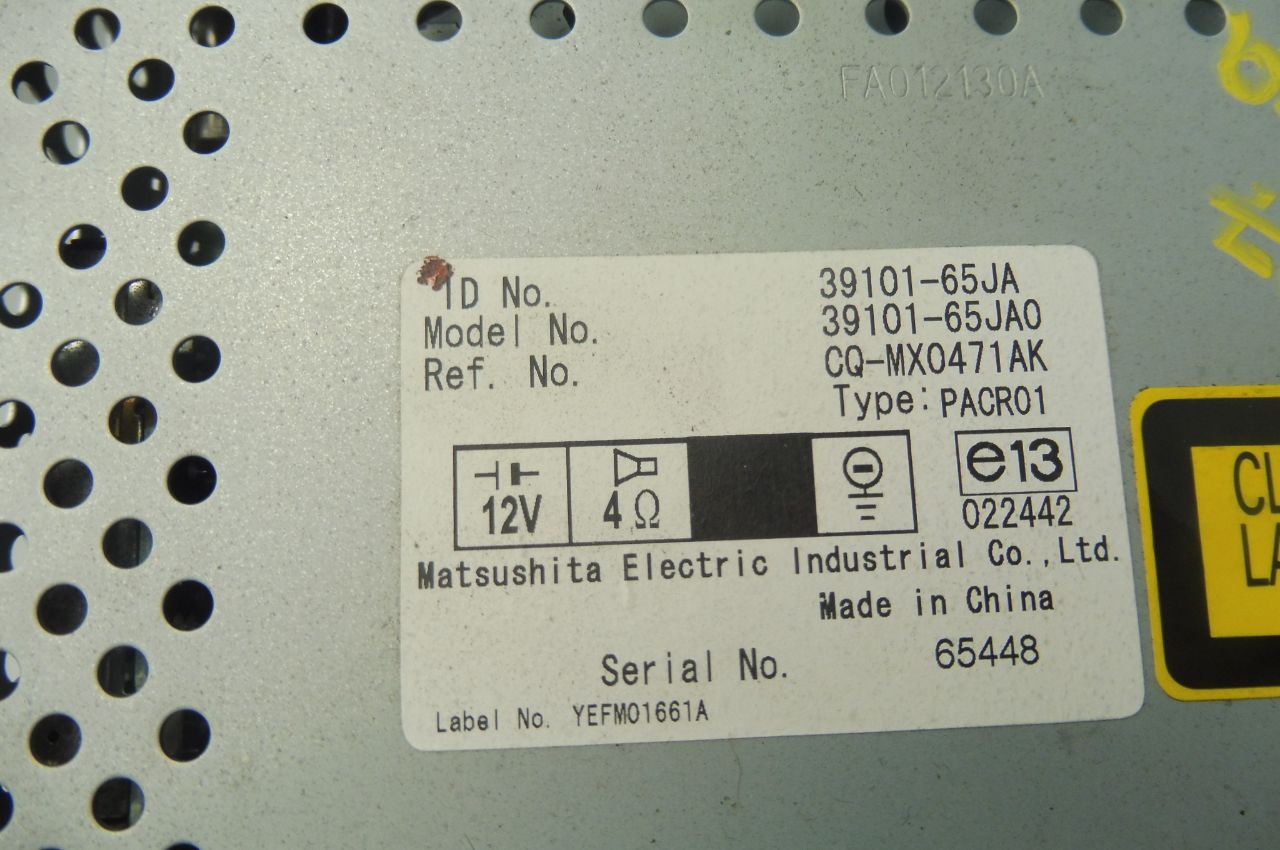 FA012130A
ID No. 39101-65JA
Model No. 39101-65JA0
Ref. No. CQ-MX0471AK
Type: PACR01
12V
4 Ω
e13
022442
Matsushita Electric Industrial Co.,Ltd.
Made in China
Serial No. 65448
Label No. YEFM01661A
CL
LA